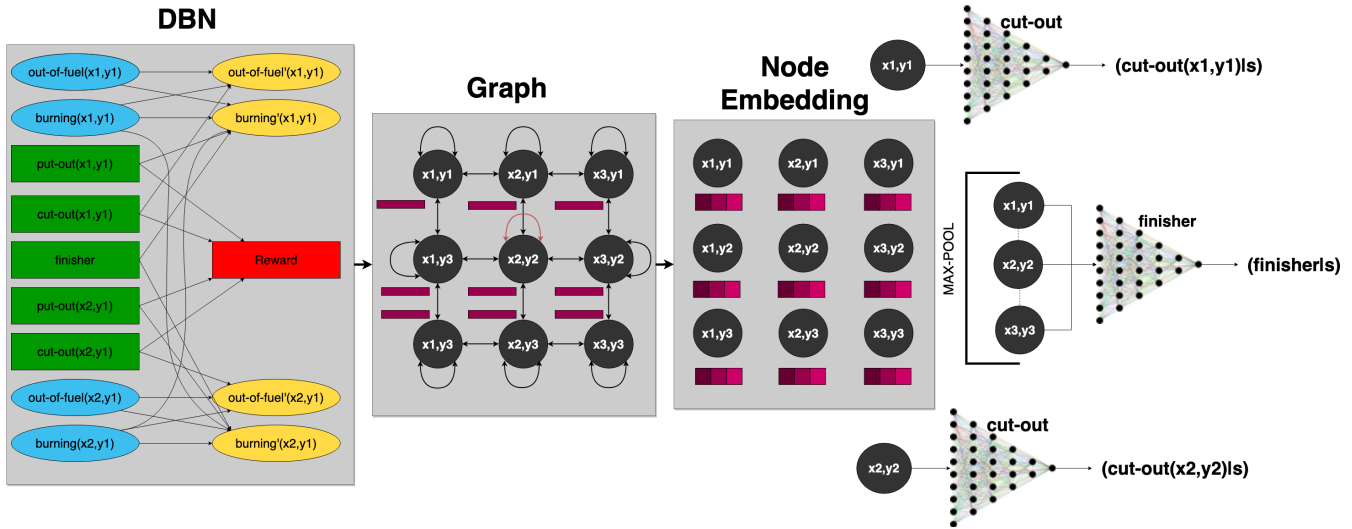 DBN
out-of-fuel(x1,y1)
out-of-fuel'(x1,y1)
burning(x1,y1)
burning'(x1,y1)
put-out(x1,y1)
cut-out(x1,y1)
finisher
Reward
put-out(x2,y1)
cut-out(x2,y1)
out-of-fuel(x2,y1)
out-of-fuel'(x2,y1)
burning(x2,y1)
burning'(x2,y1)
Graph
x1,y1
x2,y1
x3,y1
x1,y3
x2,y2
x3,y2
x1,y3
x2,y3
x3,y3
Node
Embedding
x1,y1
x2,y1
x3,y1
x1,y2
x2,y2
x3,y2
x1,y3
x2,y3
x3,y3
x1,y1
cut-out
(cut-out(x1,y1)|s)
MAX-POOL
x1,y1
x2,y2
x3,y3
finisher
(finisher|s)
x2,y2
cut-out
(cut-out(x2,y2)|s)